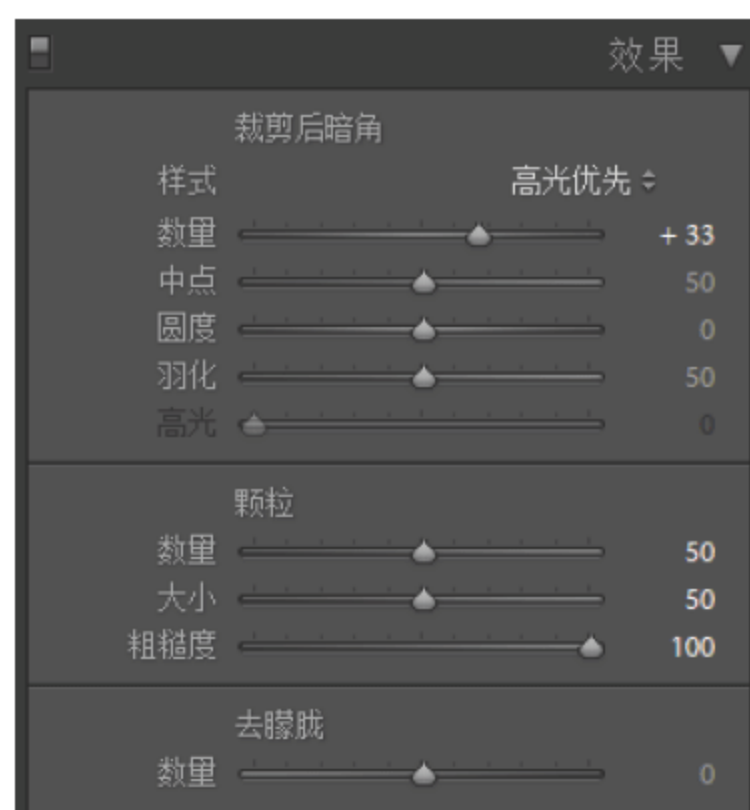 效果
裁剪后暗角
样式 高光优先
数量 + 33
中点 50
圆度 0
羽化 50
高光 0
颗粒
数量 50
大小 50
粗糙度 100
去朦胧
数量 0